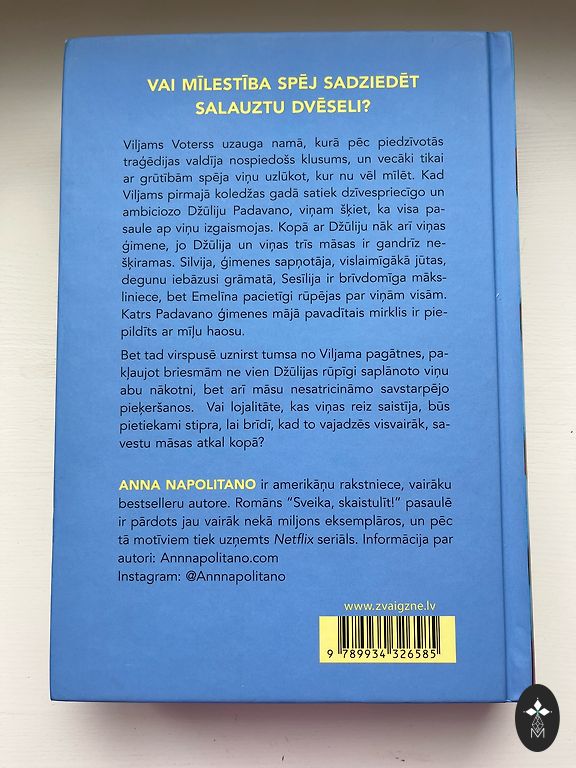 VAI MĪLESTĪBA SPĒJ SADZIEDĒT
SALAUZTU DVĒSELI?
Viljams Voterss uzauga namā, kurā pēc piedzīvotās
traģēdijas valdīja nospiedošs klusums, un vecāki tikai
ar grūtībām spēja viņu uzlūkot, kur nu vēl mīlēt. Kad
Viljams pirmajā koledžas gadā satiek dzīvespriecīgo un
ambiciozo Džūliju Padavano, viņam šķiet, ka visa pa-
saule ap viņu izgaismojas. Kopā ar Džūliju nāk arī viņas
ģimene, jo Džūlija un viņas trīs māsas ir gandrīz ne-
šķiramas. Silvija, ģimenes sapņotāja, vislaimīgākā jūtas,
degunu iebāzusi grāmatā, Sesīlija ir brīvdomīga māks-
liniece, bet Emelīna pacietīgi rūpējas par viņām visām.
Katrs Padavano ģimenes mājā pavadītais mirklis ir pie-
pildīts ar mīļu haosu.
Bet tad virspusē uznirst tumsa no Viljama pagātnes, pa-
kļaujot briesmām ne vien Džūlijas rūpīgi saplānoto viņu
abu nākotni, bet arī māsu nesatricināmo savstarpējo
pieķeršanos. Vai lojalitāte, kas viņas reiz saistīja, būs
pietiekami stipra, lai brīdī, kad to vajadzēs visvairāk, sa-
vestu māsas atkal kopā?
ANNA NAPOLITANO ir amerikāņu rakstniece, vairāku
bestselleru autore. Romāns "Sveika, skaistulīt!" pasaulē
ir pārdots jau vairāk nekā miljons eksemplāros, un pēc
tā motīviem tiek uzņemts Netflix seriāls. Informācija par
autori: Annnapolitano.com
Instagram: @Annnapolitano
www.zvaigzne.lv
9 789934 326585
M